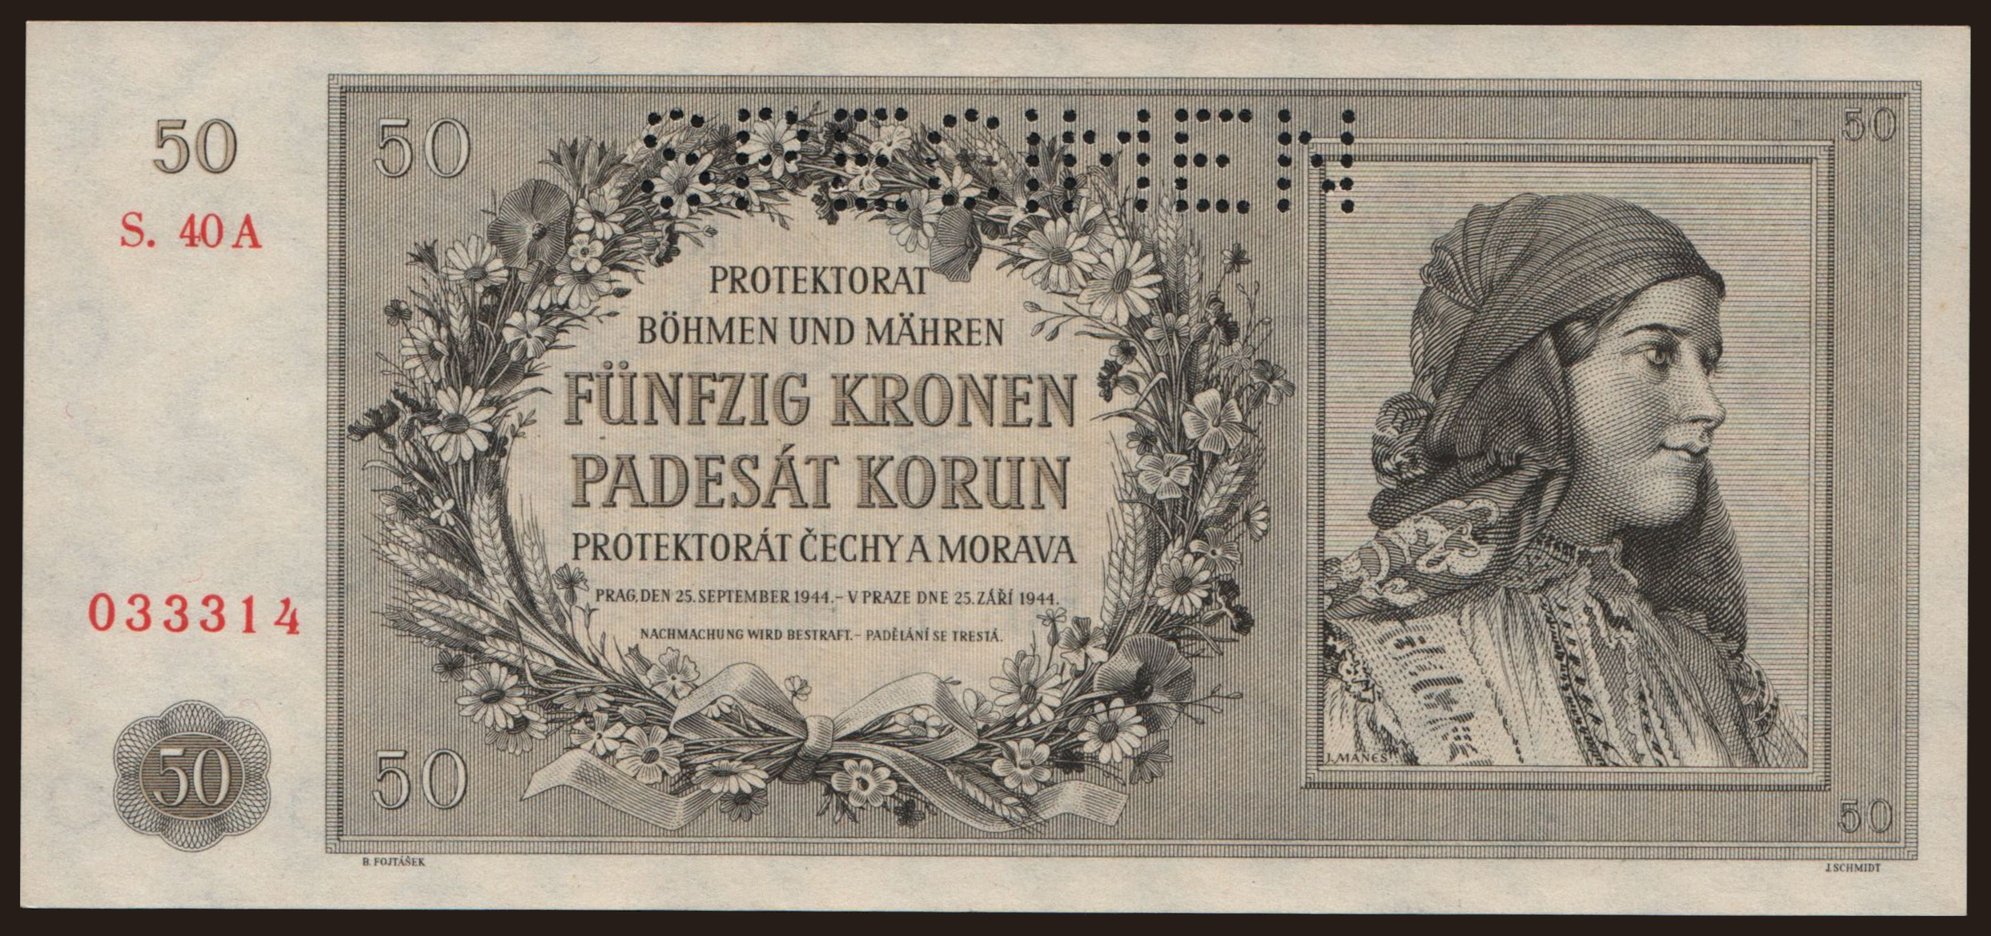 SPECIMEN
50
50
50
S. 40 A
PROTEKTORAT
BÖHMEN UND MÄHREN
FÜNFZIG KRONEN
PADESÁT KORUN
PROTEKTORÁT ČECHY A MORAVA
PRAG, DEN 25. SEPTEMBER 1944. – V PRAZE DNE 25. ZÁŘÍ 1944.
NACHMACHUNG WIRD BESTRAFT. – PADĚLÁNÍ SE TRESTÁ.
033314
50
50
50
J. MANES
B. FOJTÁŠEK
J. SCHMIDT